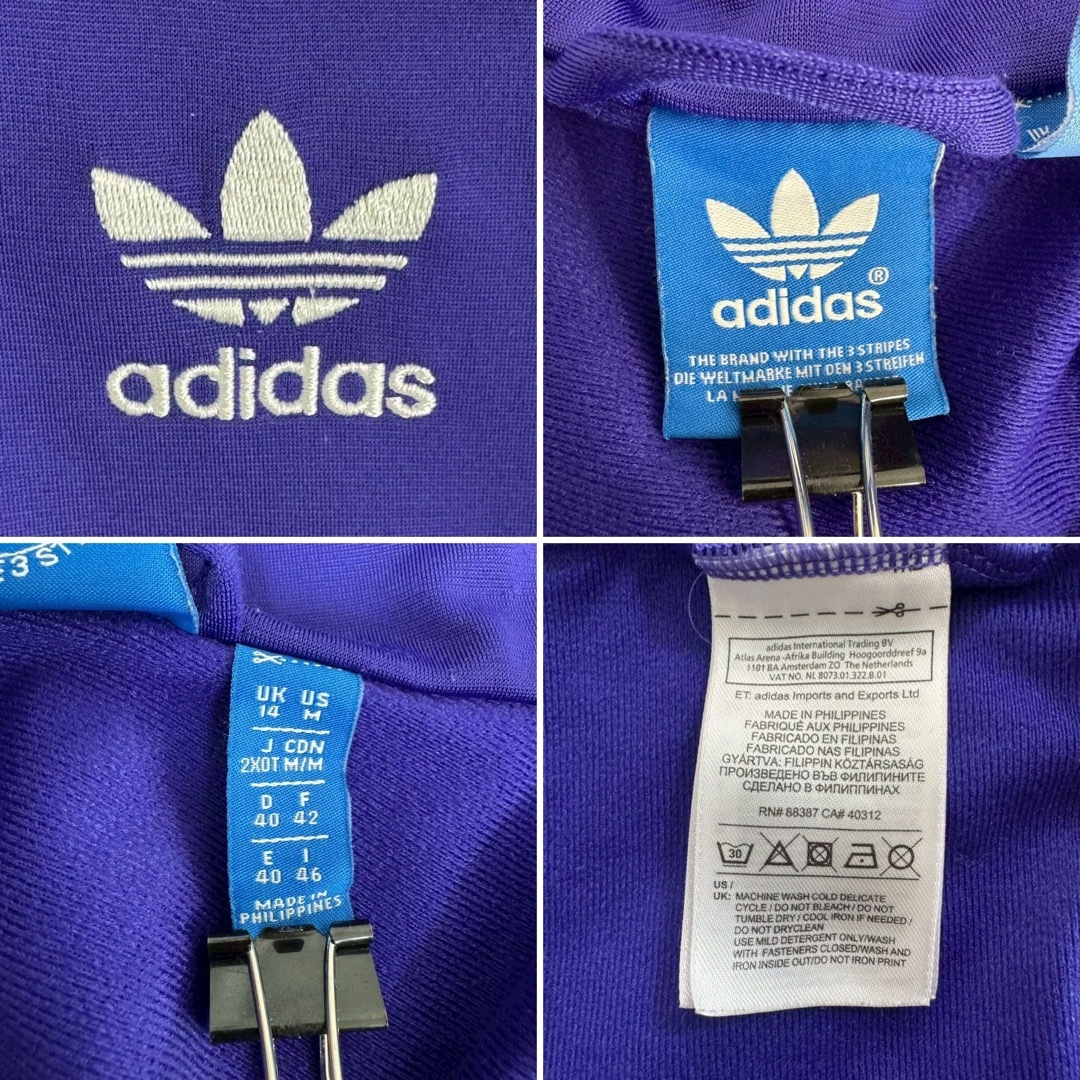 adidas
adidas®
THE BRAND WITH THE 3 STRIPES
DIE WELTMARKE MIT DEN 3 STREIFEN
LA
E 3 ST
UK US
14 M
J CDN
2XOT M/M
D F
40 42
E I
40 46
MADE IN
PHILIPPINES
adidas International Trading BV
Atlas Arena -Afrika Building Hoogoorddreef 9a
1101 BA Amsterdam ZO The Netherlands
VAT NO. NL 8073.01.322.B.01
ET: adidas Imports and Exports Ltd
MADE IN PHILIPPINES
FABRIQUÉ AUX PHILIPPINES
FABRICADO EN FILIPINAS
FABRICADO NAS FILIPINAS
GYÁRTVA: FILIPPIN KÖZTÁRSASÁG
ПРОИЗВЕДЕНО ВЪВ ФИЛИПИНИТЕ
СДЕЛАНО В ФИЛИППИНАХ
RN# 88387 CA# 40312
30
US /
UK: MACHINE WASH COLD DELICATE
CYCLE / DO NOT BLEACH / DO NOT
TUMBLE DRY / COOL IRON IF NEEDED /
DO NOT DRYCLEAN
USE MILD DETERGENT ONLY/WASH
WITH FASTENERS CLOSED/WASH AND
IRON INSIDE OUT/DO NOT IRON PRINT